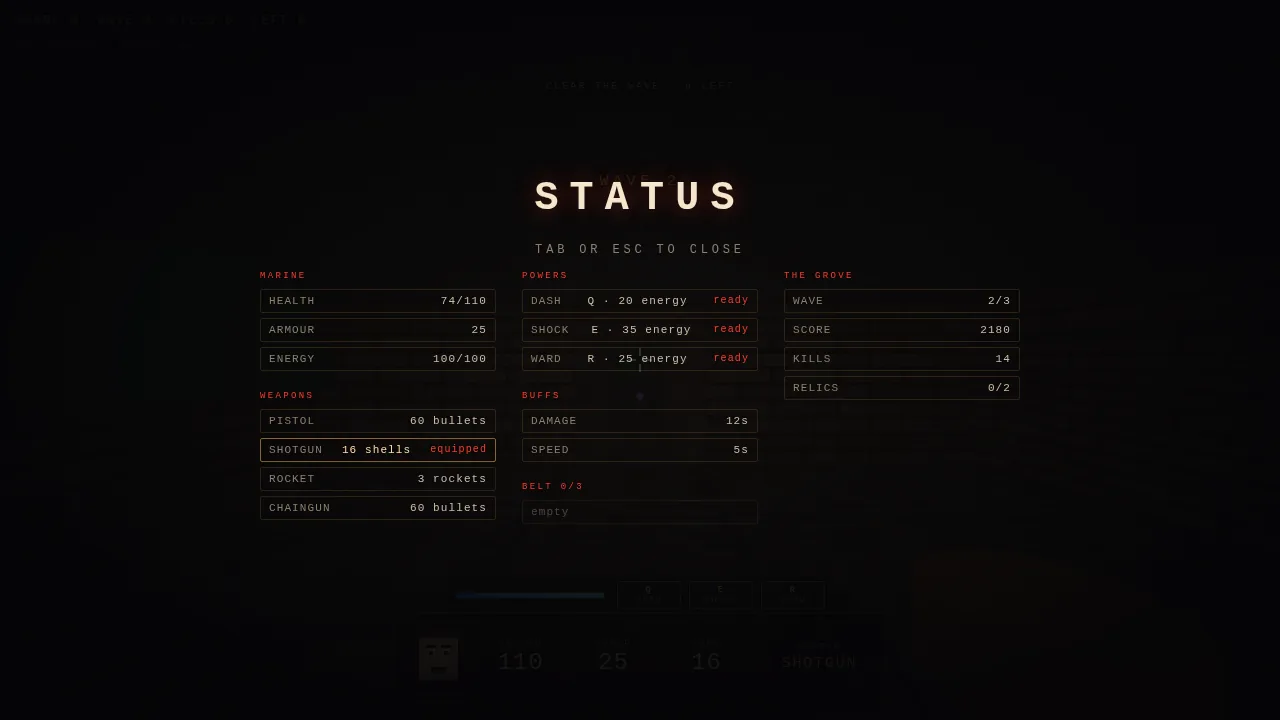 WAVE 2
STATUS
TAB OR ESC TO CLOSE
MARINE
HEALTH 74/110
ARMOUR 25
ENERGY 100/100
WEAPONS
PISTOL 60 bullets
SHOTGUN 16 shells equipped
ROCKET 3 rockets
CHAINGUN 60 bullets
POWERS
DASH Q · 20 energy ready
SHOCK E · 35 energy ready
WARD R · 25 energy ready
BUFFS
DAMAGE 12s
SPEED 5s
BELT 0/3
empty
THE GROVE
WAVE 2/3
SCORE 2180
KILLS 14
RELICS 0/2
Q E R
110 25 16 SHOTGUN